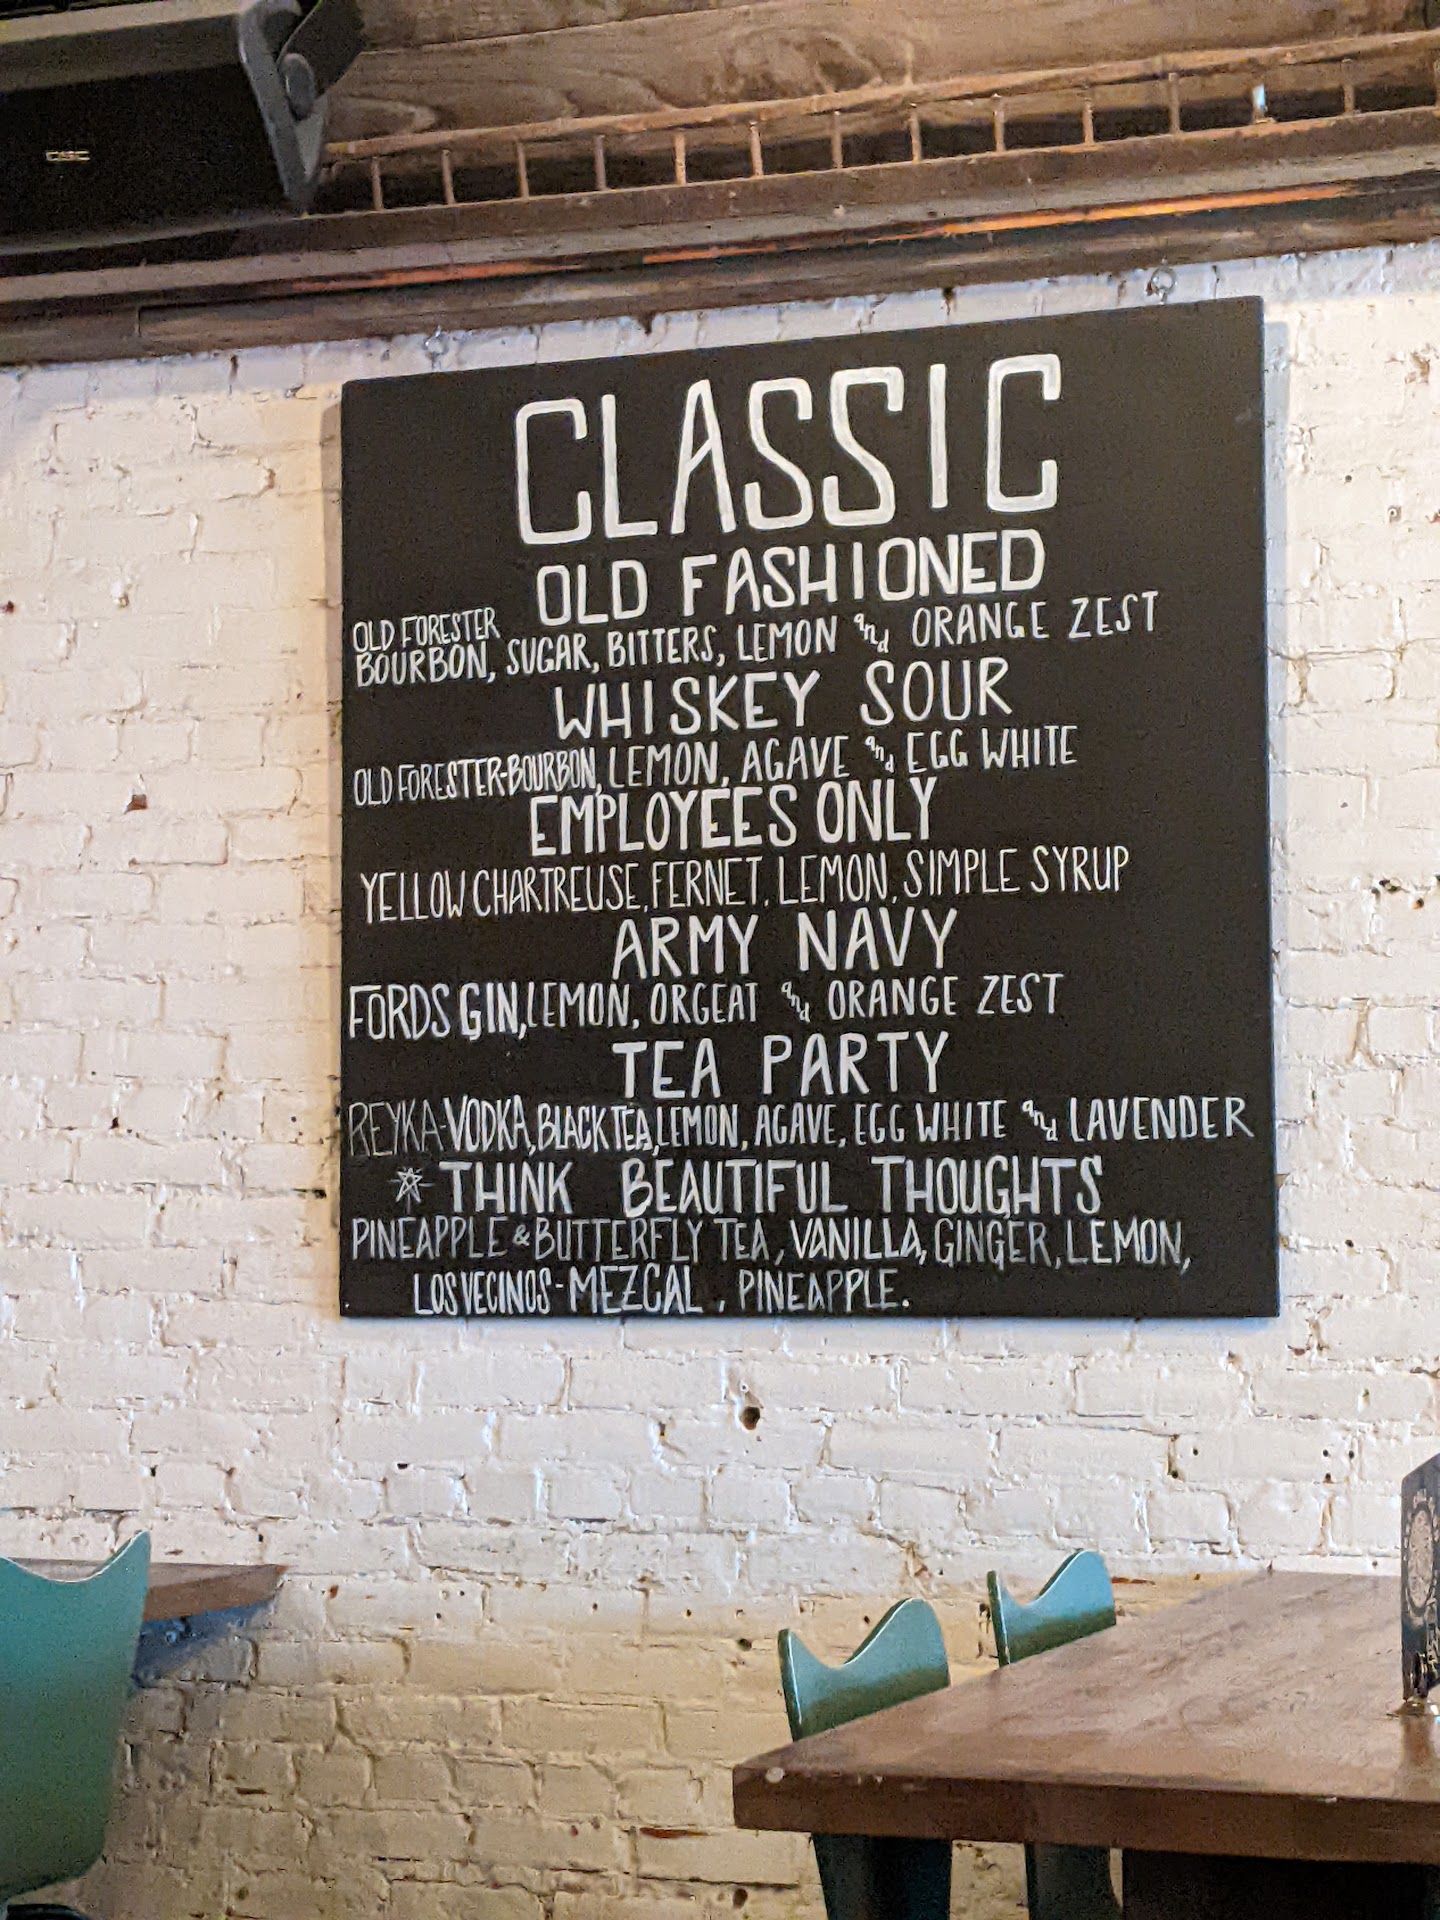 CLASSIC
OLD FASHIONED
OLD FORESTER
BOURBON, SUGAR, BITTERS, LEMON and ORANGE ZEST
WHISKEY SOUR
OLD FORESTER-BOURBON, LEMON, AGAVE and EGG WHITE
EMPLOYEES ONLY
YELLOW CHARTREUSE, FERNET, LEMON, SIMPLE SYRUP
ARMY NAVY
FORDS GIN, LEMON, ORGEAT and ORANGE ZEST
TEA PARTY
REYKA-VODKA, BLACK TEA, LEMON, AGAVE, EGG WHITE and LAVENDER
THINK BEAUTIFUL THOUGHTS
PINEAPPLE & BUTTERFLY TEA, VANILLA, GINGER, LEMON,
LOS VECINOS-MEZCAL, PINEAPPLE.